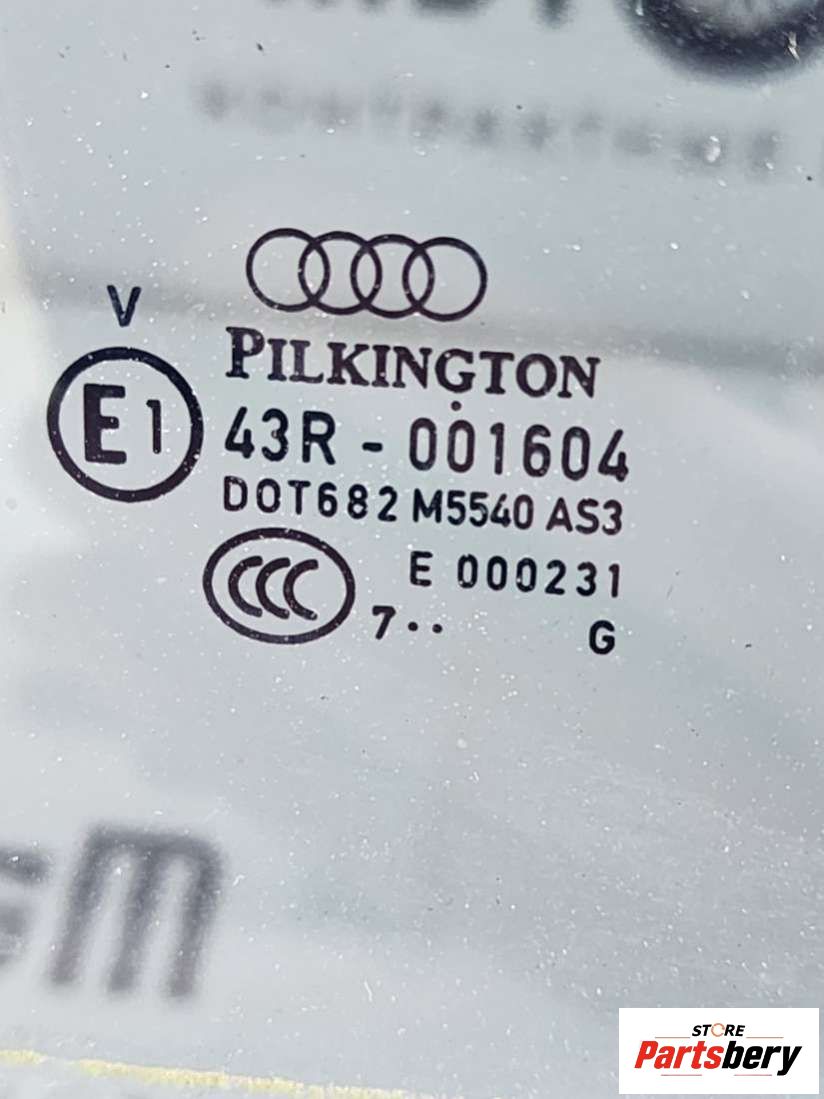 V
PILKINGTON
E1
43R - 001604
DOT682 M5540 AS3
CCC
E 000231
7..
G
M
STORE
Partsbery